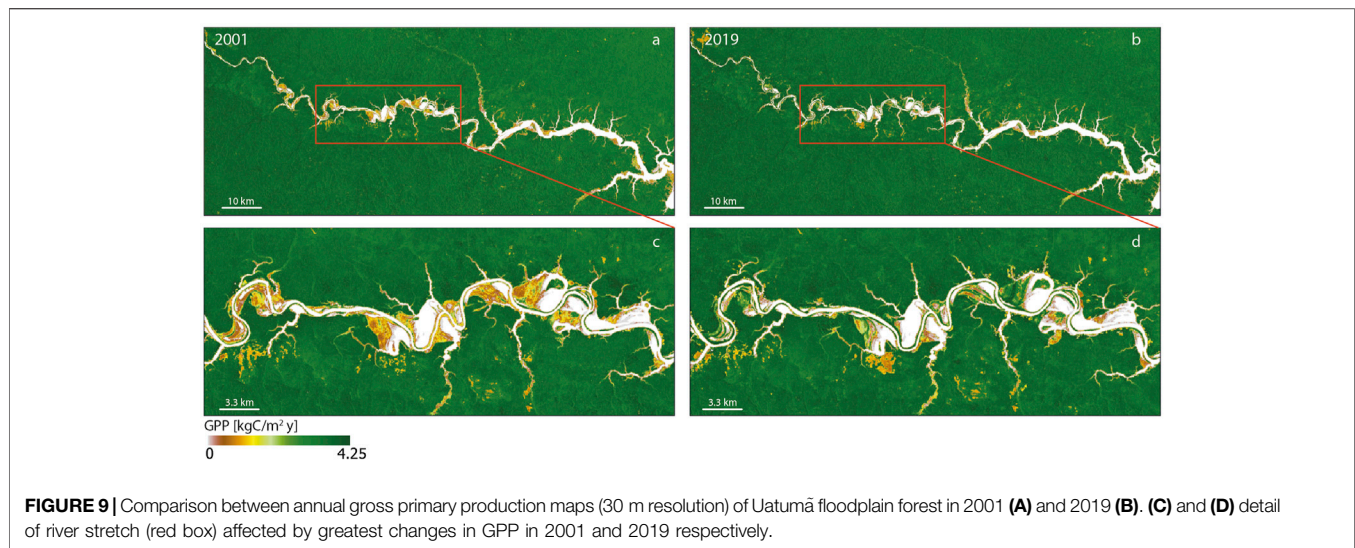 2001 a
2019 b
10 km
10 km
c
d
3.3 km
3.3 km
GPP [kgC/m² y]
0 4.25
FIGURE 9 | Comparison between annual gross primary production maps (30 m resolution) of Uatumã floodplain forest in 2001 (A) and 2019 (B). (C) and (D) detail
of river stretch (red box) affected by greatest changes in GPP in 2001 and 2019 respectively.